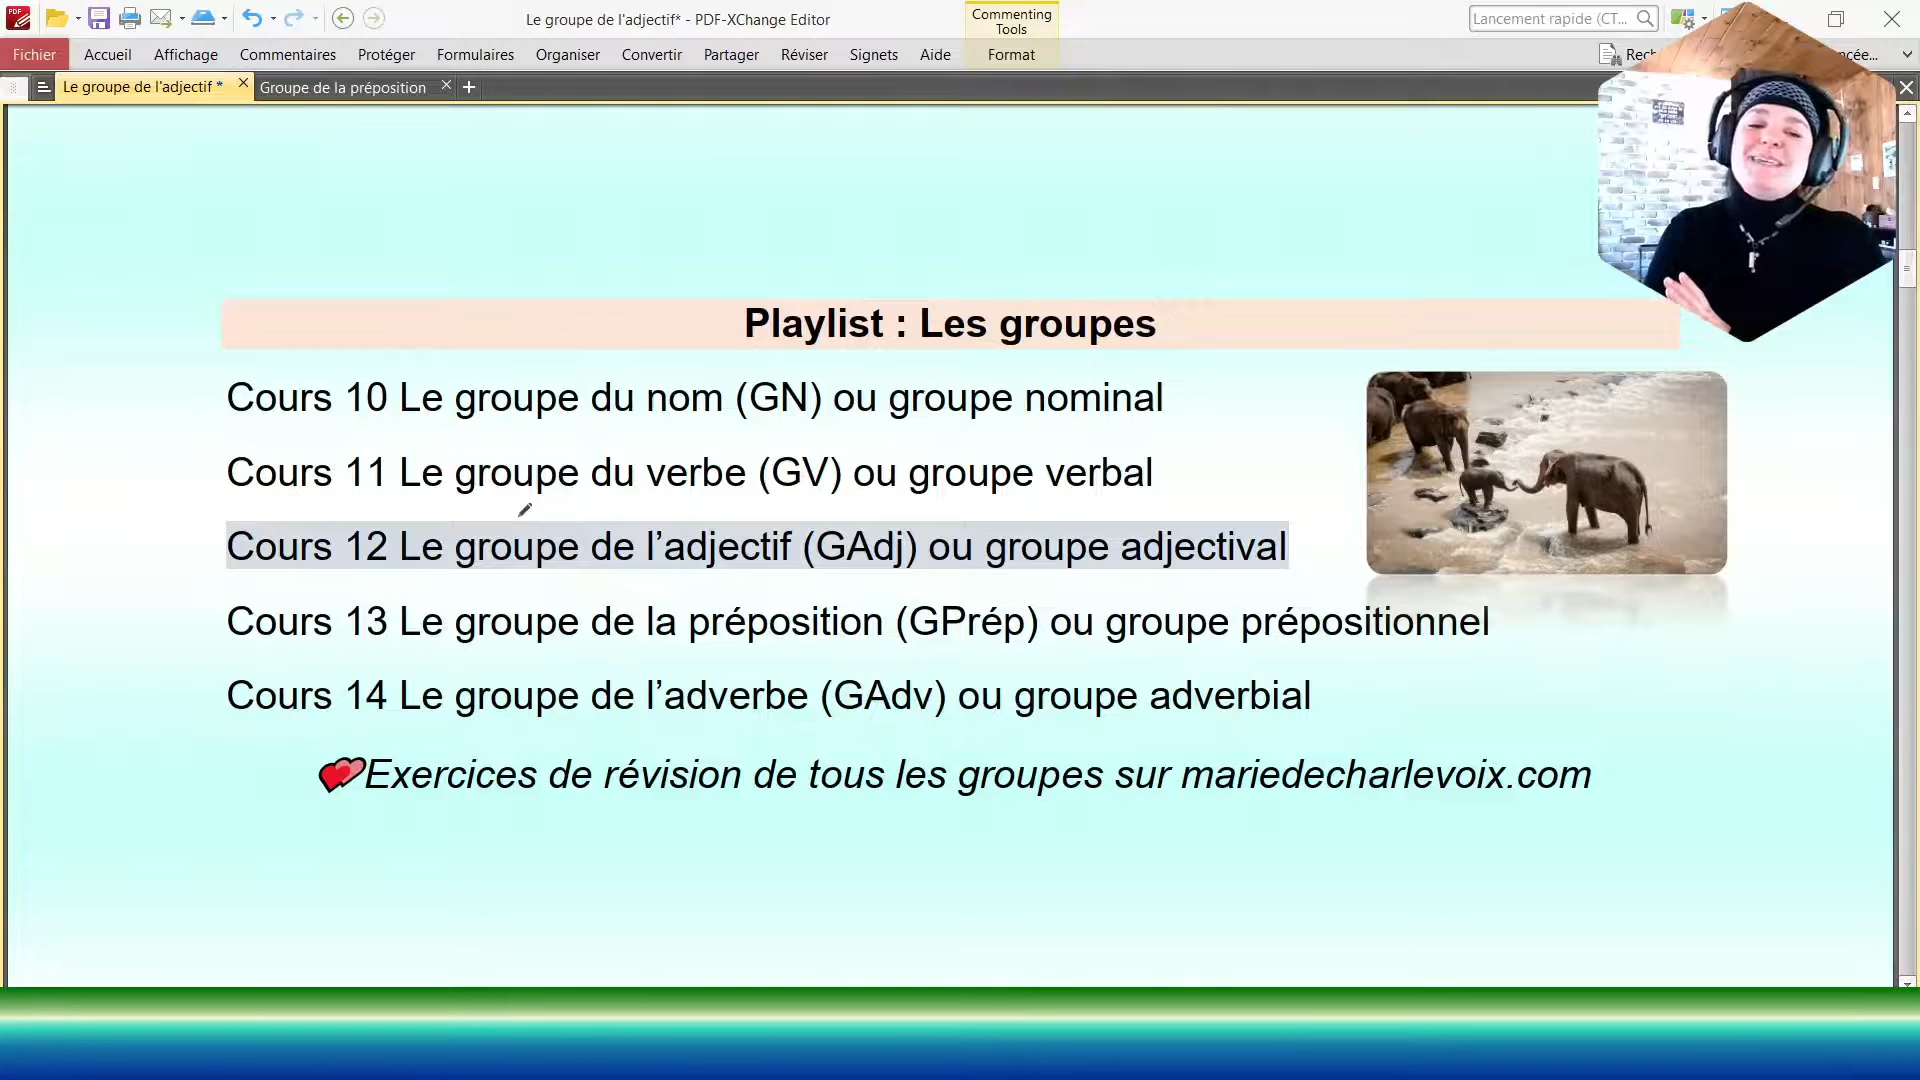 Le groupe de l'adjectif* - PDF-XChange Editor
Commenting
Tools
Lancement rapide (CT...
Fichier Accueil Affichage Commentaires Protéger Formulaires Organiser Convertir Partager Réviser Signets Aide Format
Le groupe de l'adjectif * Groupe de la préposition
Playlist : Les groupes
Cours 10 Le groupe du nom (GN) ou groupe nominal
Cours 11 Le groupe du verbe (GV) ou groupe verbal
Cours 12 Le groupe de l’adjectif (GAdj) ou groupe adjectival
Cours 13 Le groupe de la préposition (GPrép) ou groupe prépositionnel
Cours 14 Le groupe de l’adverbe (GAdv) ou groupe adverbial
Exercices de révision de tous les groupes sur mariedecharlevoix.com